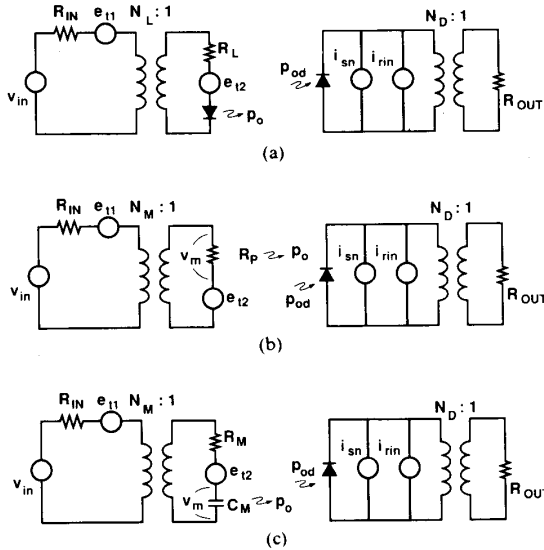 R_IN e_t1 N_L : 1 N_D : 1
R_L
e_t2
v_in
p_o
p_od i_sn i_rin
R_OUT
(a)
R_IN e_t1 N_M : 1 N_D : 1
v_m R_P p_o
e_t2
v_in
p_od i_sn i_rin
R_OUT
(b)
R_IN e_t1 N_M : 1 N_D : 1
R_M
e_t2
v_in
v_m C_M p_o
p_od i_sn i_rin
R_OUT
(c)